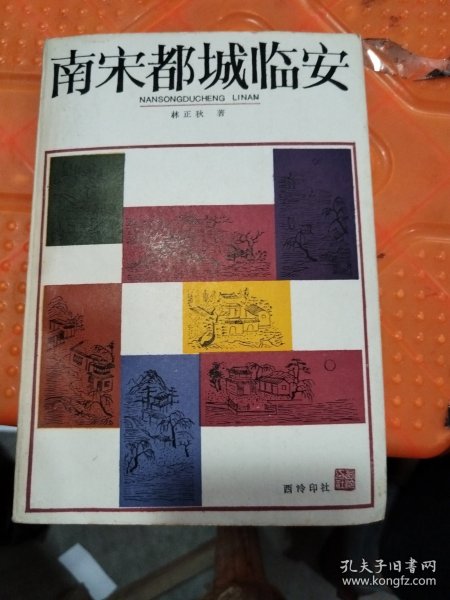 南宋都城临安
NANSONGDUCHENG LINAN
林正秋 著
西泠印社
孔夫子旧书网
www.kongfz.com